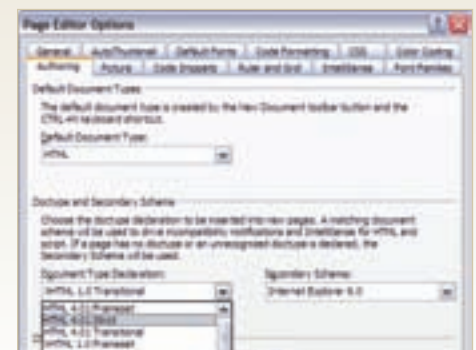 Page Editor Options
General AutoThumbnail Default Fonts Code Formatting CSS Color Coding
Authoring Picture Code Snippets Ruler and Grid IntelliSense Font Families
Default Document Types
The default document type is created by the New Document toolbar button and the
CTRL+N keyboard shortcut.
Default Document Type:
HTML
Doctype and Secondary Schema
Choose the doctype declaration to be inserted into new pages. A matching document
schema will be used to drive incompatibility notifications and IntelliSense for HTML and
script. If a page has no doctype or an unrecognized doctype is declared, the
Secondary Schema will be used.
Document Type Declaration: Secondary Schema:
XHTML 1.0 Transitional Internet Explorer 6.0
HTML 4.01 Frameset
HTML 4.01 Strict
HTML 4.01 Transitional
XHTML 1.0 Frameset